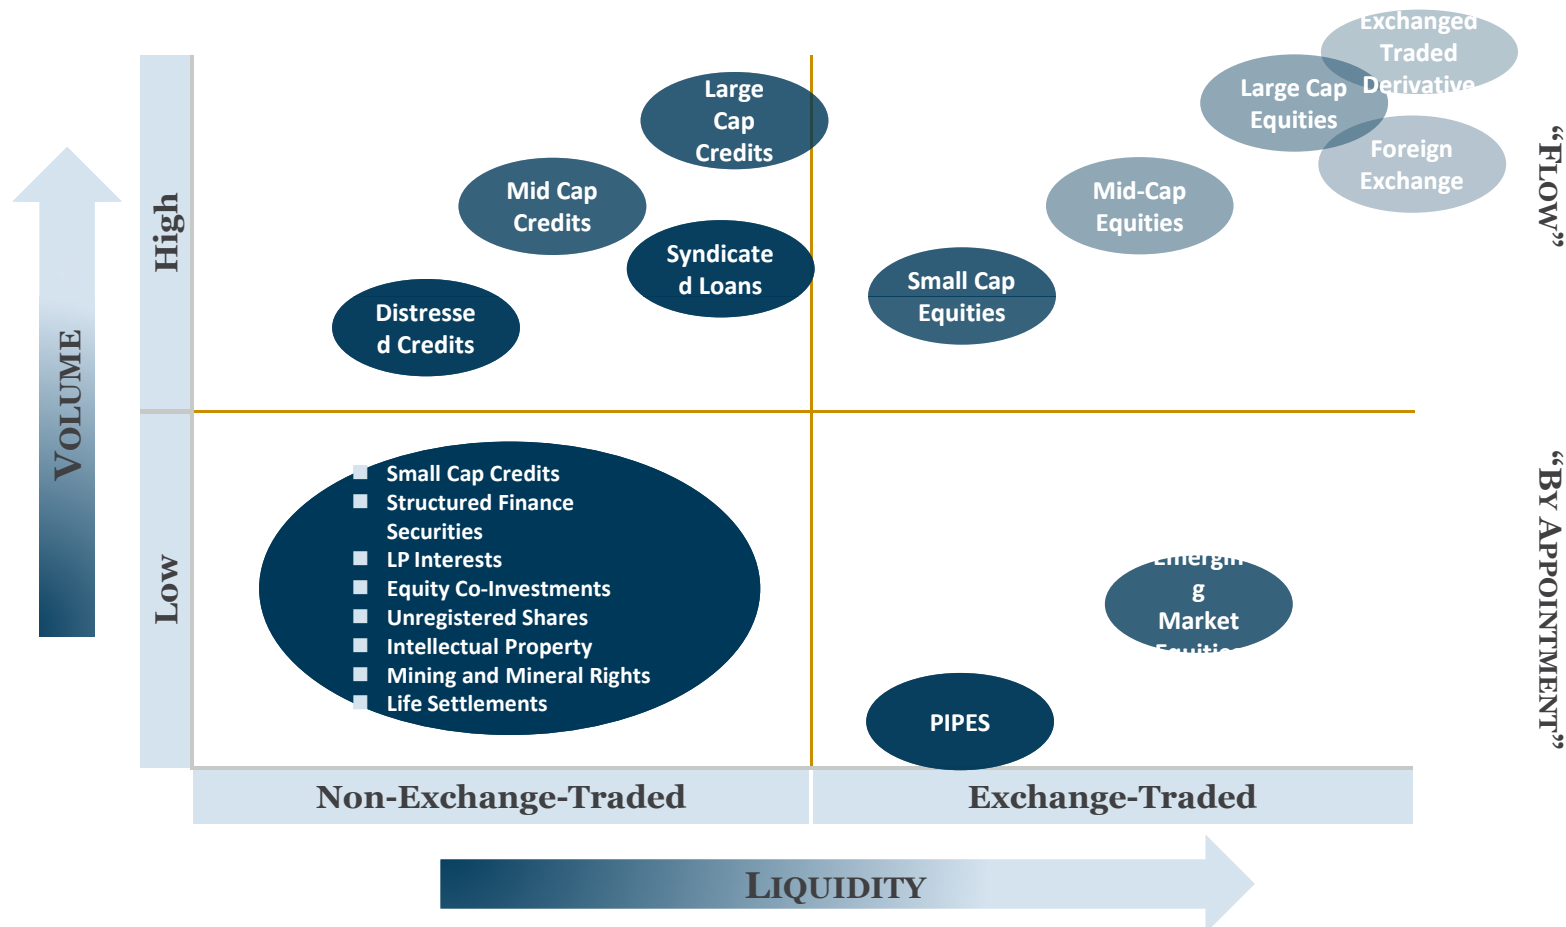 Exchanged
Traded
Derivative
Large Cap
Equities
Foreign
Exchange
Large
Cap
Credits
Mid Cap
Credits
Mid-Cap
Equities
Syndicate
d Loans
Small Cap
Equities
Distresse
d Credits
High
VOLUME
Low
“FLOW”
“BY APPOINTMENT”
■ Small Cap Credits
■ Structured Finance
Securities
■ LP Interests
■ Equity Co-Investments
■ Unregistered Shares
■ Intellectual Property
■ Mining and Mineral Rights
■ Life Settlements
Emergin
g
Market
Equitie
PIPES
Non-Exchange-Traded
Exchange-Traded
LIQUIDITY